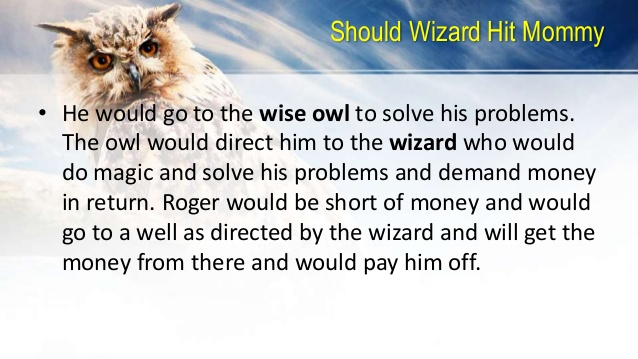 Should Wizard Hit Mommy
• He would go to the wise owl to solve his problems.
The owl would direct him to the wizard who would
do magic and solve his problems and demand money
in return. Roger would be short of money and would
go to a well as directed by the wizard and will get the
money from there and would pay him off.